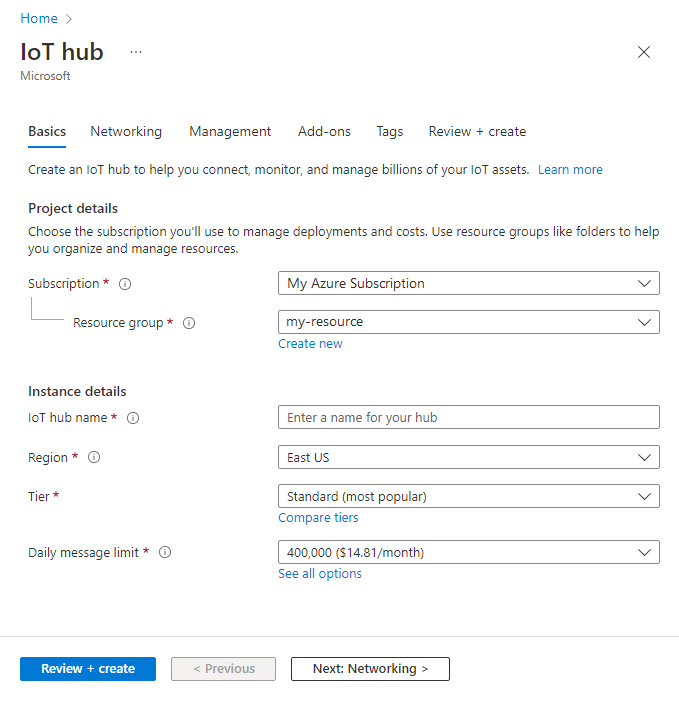 Home
IoT hub ...
Microsoft
Basics Networking Management Add-ons Tags Review + create
Create an IoT hub to help you connect, monitor, and manage billions of your IoT assets. Learn more
Project details
Choose the subscription you'll use to manage deployments and costs. Use resource groups like folders to help
you organize and manage resources.
Subscription * My Azure Subscription
Resource group * my-resource
Create new
Instance details
IoT hub name * Enter a name for your hub
Region * East US
Tier * Standard (most popular)
Compare tiers
Daily message limit * 400,000 ($14.81/month)
See all options
Review + create < Previous Next: Networking >